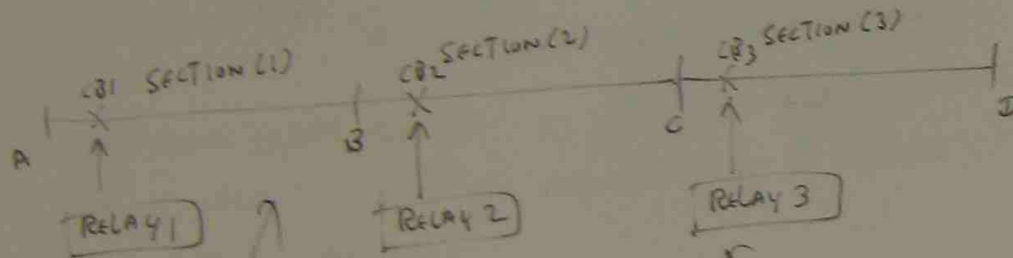 CB1 SECTION (1)
CB2 SECTION (2)
CB3 SECTION (3)
A
B
C
D
RELAY 1
RELAY 2
RELAY 3